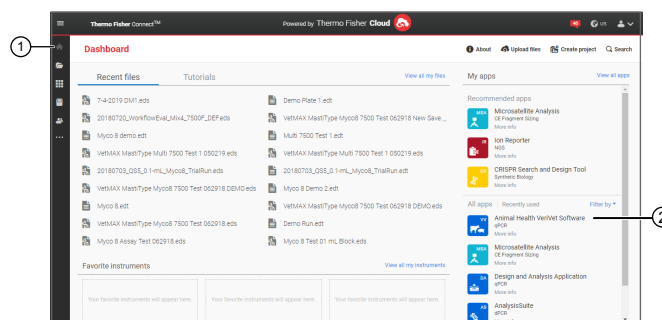 Thermo Fisher Connect™
Powered by Thermo Fisher Cloud
US
1
Dashboard
About
Upload files
Create project
Search
Recent files
Tutorials
View all my files
My apps
View all apps
7-4-2019 DM1.eds
Demo Plate 1.edt
20180720_WorkflowEval_Mix4_7500F_DEF.eds
VetMAX MastiType Myco8 7500 Test 062918 New Save...
Myco 8 demo.edt
Multi 7500 Test 1.edt
VetMAX MastiType Multi 7500 Test 1 050219.eds
VetMAX MastiType Multi 7500 Test 1 050219.eds
20180703_QS5_0.1-mL_Myco8_TrialRun.eds
20180703_QS5_0.1-mL_Myco8_TrialRun.edt
VetMAX MastiType Myco8 7500 Test 062918 DEMO.eds
Myco 8 Demo 2.edt
Myco 8.edt
VetMAX MastiType Myco8 7500 Test 062918 DEMO.edt
VetMAX MastiType Myco8 7500 Test 062918.eds
Demo Run.edt
Myco 8 Assay Test 062918.eds
Myco 8 Test 01 mL Block.eds
Recommended apps
MSA
Microsatellite Analysis
CE Fragment Sizing
More info
IR
Ion Reporter
NGS
More info
CRISPR Search and Design Tool
Synthetic Biology
More info
All apps
Recently used
Filter by
VV
Animal Health VeriVet Software
qPCR
More info
2
MSA
Microsatellite Analysis
CE Fragment Sizing
More info
DA
Design and Analysis Application
qPCR
More info
AS
AnalysisSuite
dPCR
More info
Favorite instruments
View all my instruments
Your favorite instruments will appear here.
Your favorite instruments will appear here.
Your favorite instruments will appear here.